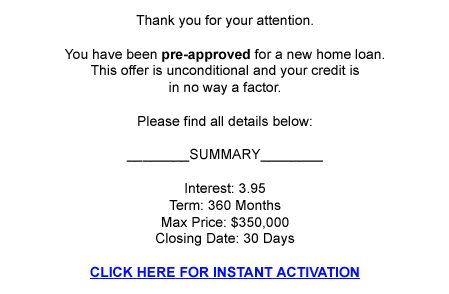 Thank you for your attention.
You have been pre-approved for a new home loan.
This offer is unconditional and your credit is
in no way a factor.
Please find all details below:
________SUMMARY________
Interest: 3.95
Term: 360 Months
Max Price: $350,000
Closing Date: 30 Days
CLICK HERE FOR INSTANT ACTIVATION